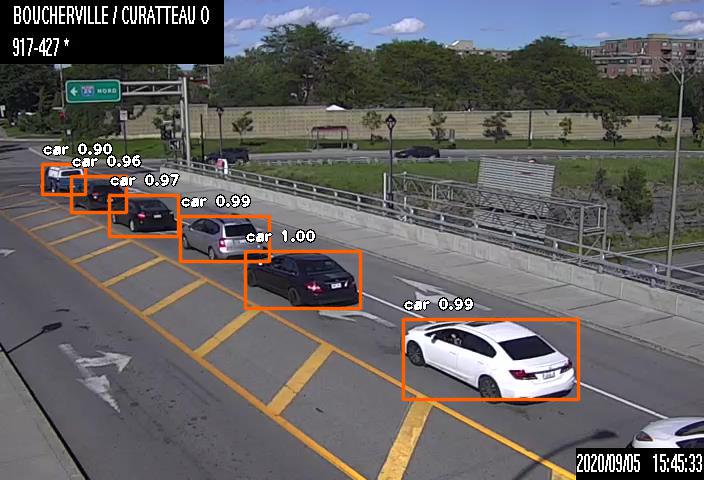 BOUCHERVILLE / CURATTEAU O
917-427 *
NORD
car 0.90
car 0.96
car 0.97
car 0.99
car 1.00
car 0.99
2020/09/05 15:45:33